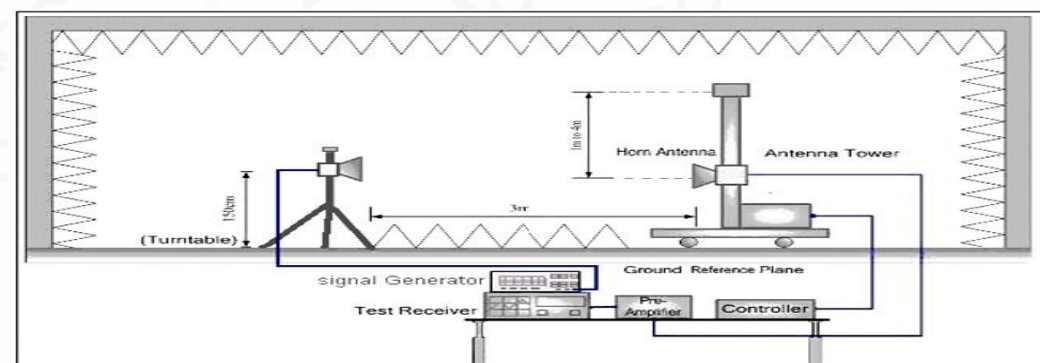 1m to 4m
Horn Antenna
Antenna Tower
150cm
3m
(Turntable)
Ground Reference Plane
signal Generator
Test Receiver
Pre-
Amplifier
Controller